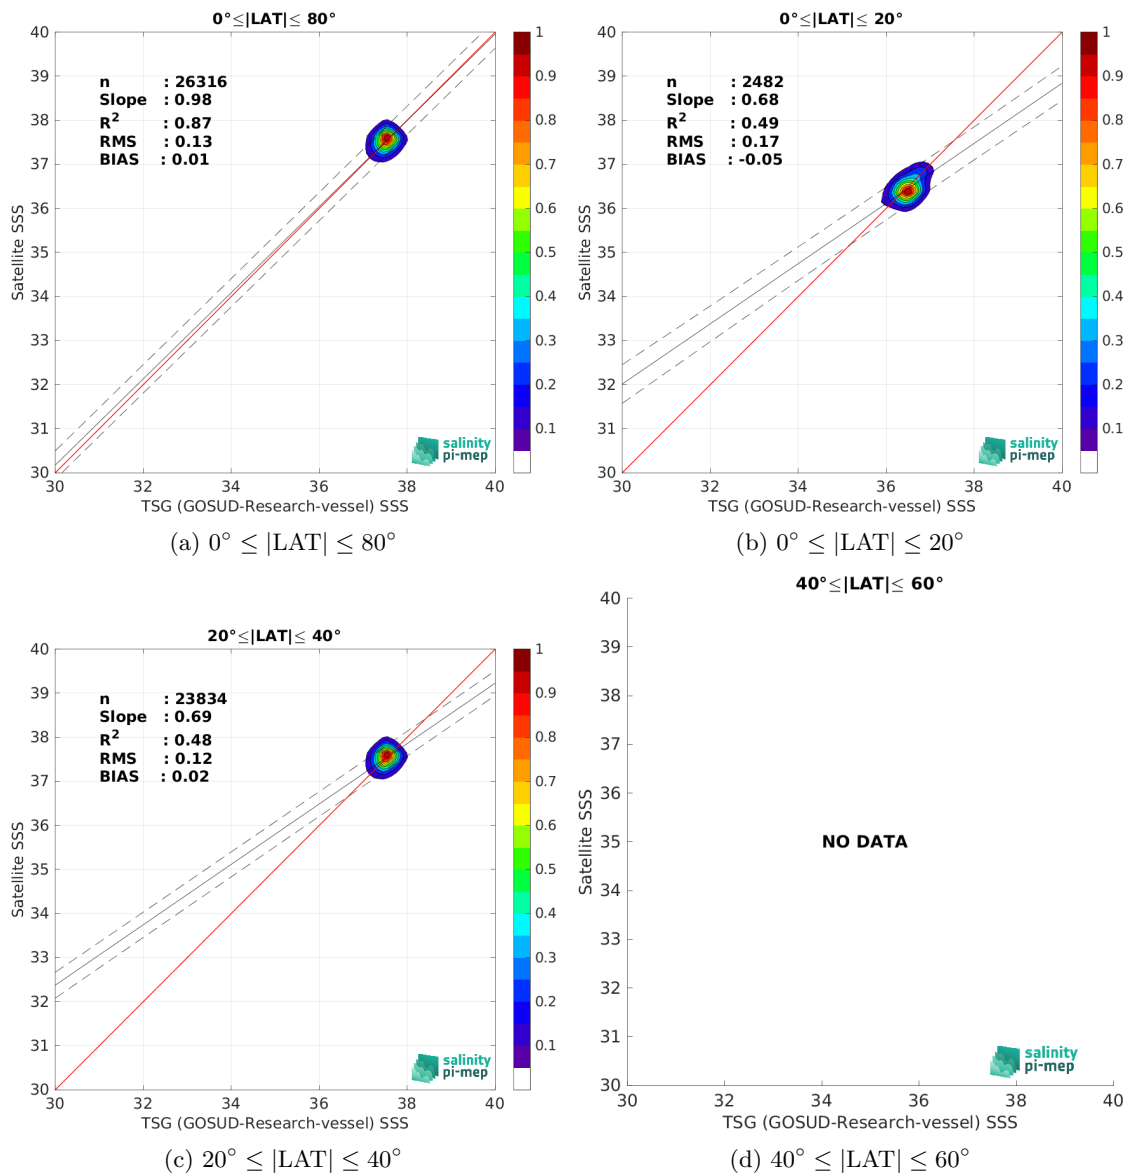 0°≤|LAT|≤ 80°
40
39
38
37
36
35
34
33
32
31
30
30
32
34
36
38
40
Satellite SSS
TSG (GOSUD-Research-vessel) SSS
n : 26316
Slope : 0.98
R² : 0.87
RMS : 0.13
BIAS : 0.01
1
0.9
0.8
0.7
0.6
0.5
0.4
0.3
0.2
0.1
salinity
pi-mep
(a) 0° ≤ |LAT| ≤ 80°
0°≤|LAT|≤ 20°
40
39
38
37
36
35
34
33
32
31
30
30
32
34
36
38
40
Satellite SSS
TSG (GOSUD-Research-vessel) SSS
n : 2482
Slope : 0.68
R² : 0.49
RMS : 0.17
BIAS : -0.05
1
0.9
0.8
0.7
0.6
0.5
0.4
0.3
0.2
0.1
salinity
pi-mep
(b) 0° ≤ |LAT| ≤ 20°
20°≤|LAT|≤ 40°
40
39
38
37
36
35
34
33
32
31
30
30
32
34
36
38
40
Satellite SSS
TSG (GOSUD-Research-vessel) SSS
n : 23834
Slope : 0.69
R² : 0.48
RMS : 0.12
BIAS : 0.02
1
0.9
0.8
0.7
0.6
0.5
0.4
0.3
0.2
0.1
salinity
pi-mep
(c) 20° ≤ |LAT| ≤ 40°
40°≤|LAT|≤ 60°
40
39
38
37
36
35
34
33
32
31
30
30
32
34
36
38
40
Satellite SSS
TSG (GOSUD-Research-vessel) SSS
NO DATA
salinity
pi-mep
(d) 40° ≤ |LAT| ≤ 60°